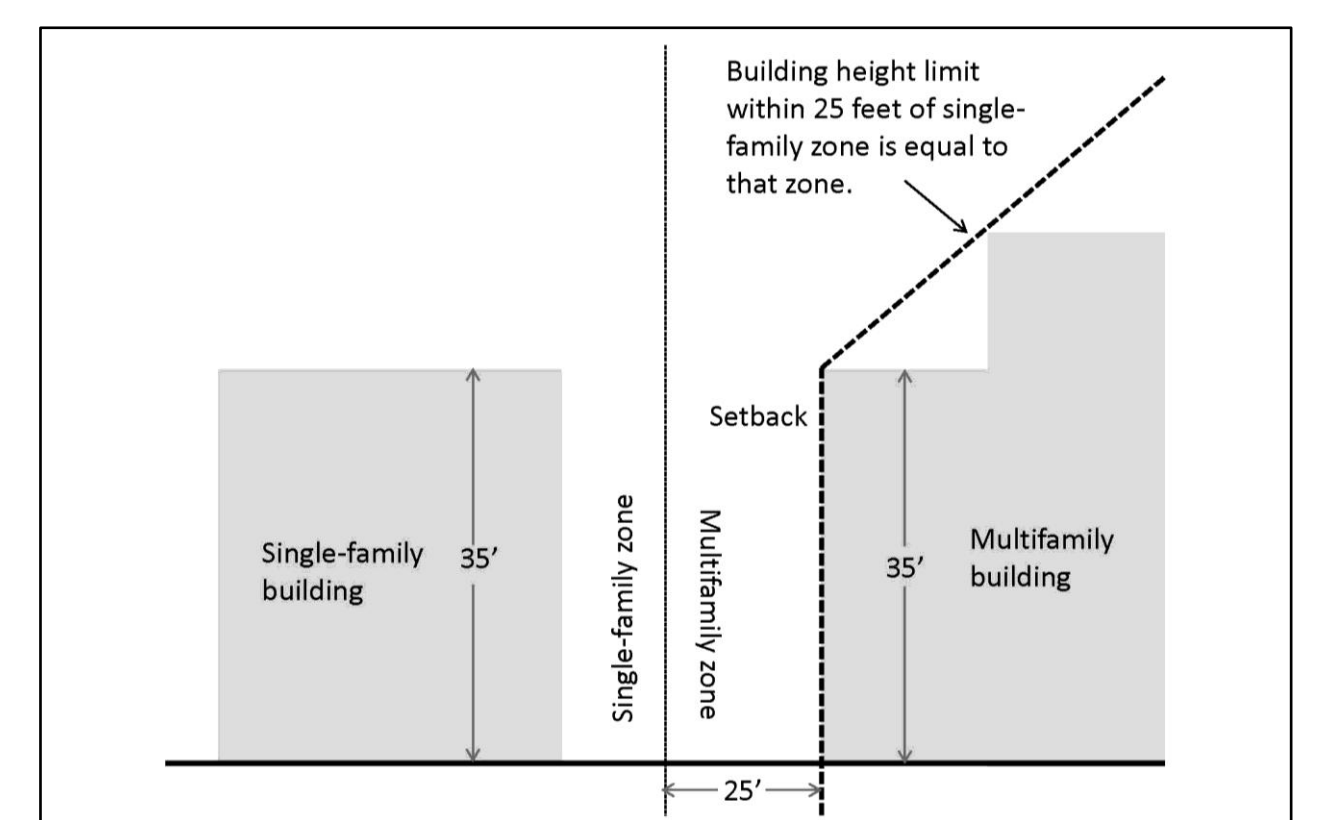 Building height limit
within 25 feet of single-
family zone is equal to
that zone.
Setback
Single-family
building
35′
Single-family zone
Multifamily zone
35′
Multifamily
building
25′